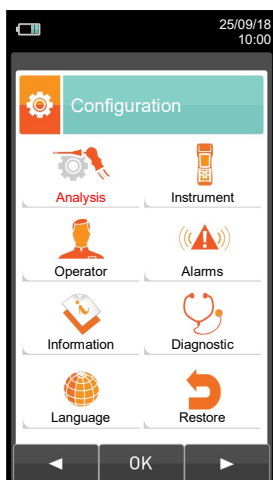 25/09/18
10:00
Configuration
Analysis
Instrument
Operator
Alarms
Information
Diagnostic
Language
Restore
OK